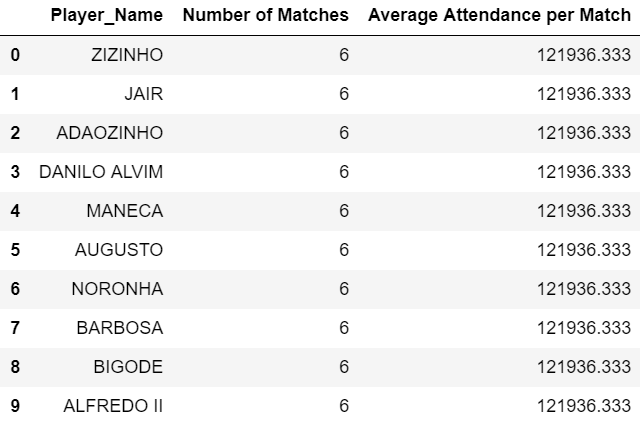 Player_Name Number of Matches Average Attendance per Match
0 ZIZINHO 6 121936.333
1 JAIR 6 121936.333
2 ADAOZINHO 6 121936.333
3 DANILO ALVIM 6 121936.333
4 MANECA 6 121936.333
5 AUGUSTO 6 121936.333
6 NORONHA 6 121936.333
7 BARBOSA 6 121936.333
8 BIGODE 6 121936.333
9 ALFREDO II 6 121936.333